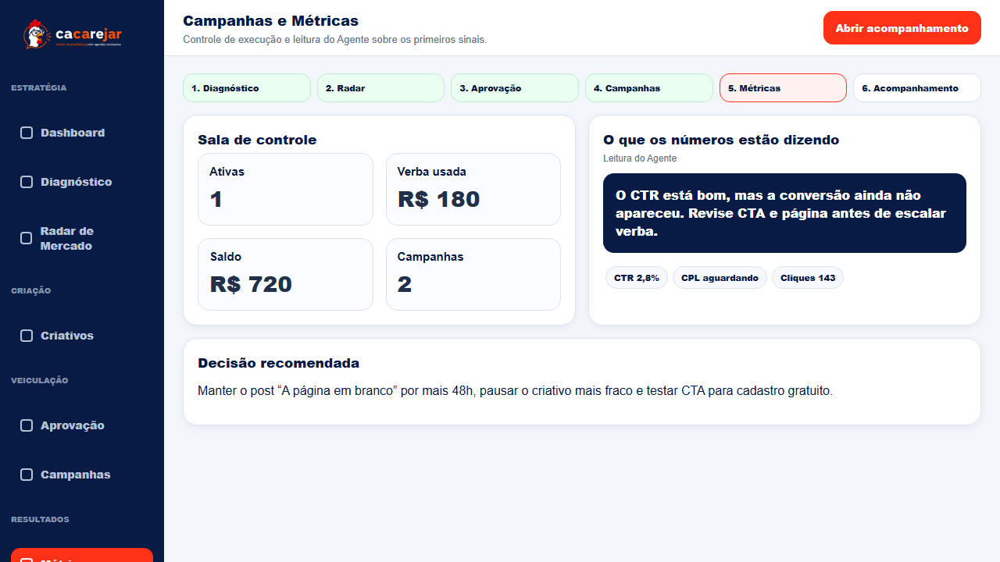 cacarejar
ESTRATÉGIA
Dashboard
Diagnóstico
Radar de
Mercado
CRIAÇÃO
Criativos
VEICULAÇÃO
Aprovação
Campanhas
RESULTADOS
Campanhas e Métricas
Controle de execução e leitura do Agente sobre os primeiros sinais.
Abrir acompanhamento
1. Diagnóstico
2. Radar
3. Aprovação
4. Campanhas
5. Métricas
6. Acompanhamento
Sala de controle
Ativas
1
Verba usada
R$ 180
Saldo
R$ 720
Campanhas
2
O que os números estão dizendo
Leitura do Agente
O CTR está bom, mas a conversão ainda não
apareceu. Revise CTA e página antes de escalar
verba.
CTR 2,8%
CPL aguardando
Cliques 143
Decisão recomendada
Manter o post “A página em branco” por mais 48h, pausar o criativo mais fraco e testar CTA para cadastro gratuito.